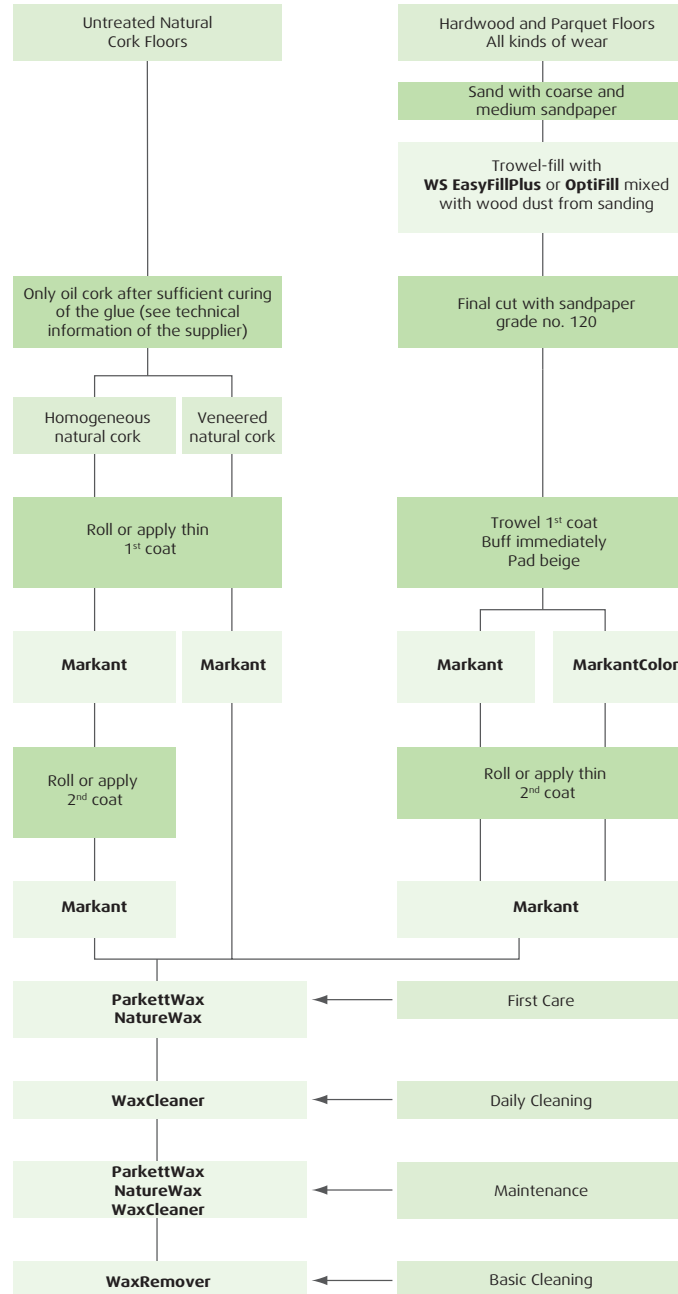 Untreated Natural
Cork Floors
Hardwood and Parquet Floors
All kinds of wear
Sand with coarse and
medium sandpaper
Trowel-fill with
WS EasyFillPlus or OptiFill mixed
with wood dust from sanding
Only oil cork after sufficient curing
of the glue (see technical
information of the supplier)
Final cut with sandpaper
grade no. 120
Homogeneous
natural cork
Veneered
natural cork
Roll or apply thin
1st coat
Trowel 1st coat
Buff immediately
Pad beige
Markant
Markant
Markant
MarkantColor
Roll or apply
2nd coat
Roll or apply thin
2nd coat
Markant
Markant
ParkettWax
NatureWax
First Care
WaxCleaner
Daily Cleaning
ParkettWax
NatureWax
WaxCleaner
Maintenance
WaxRemover
Basic Cleaning